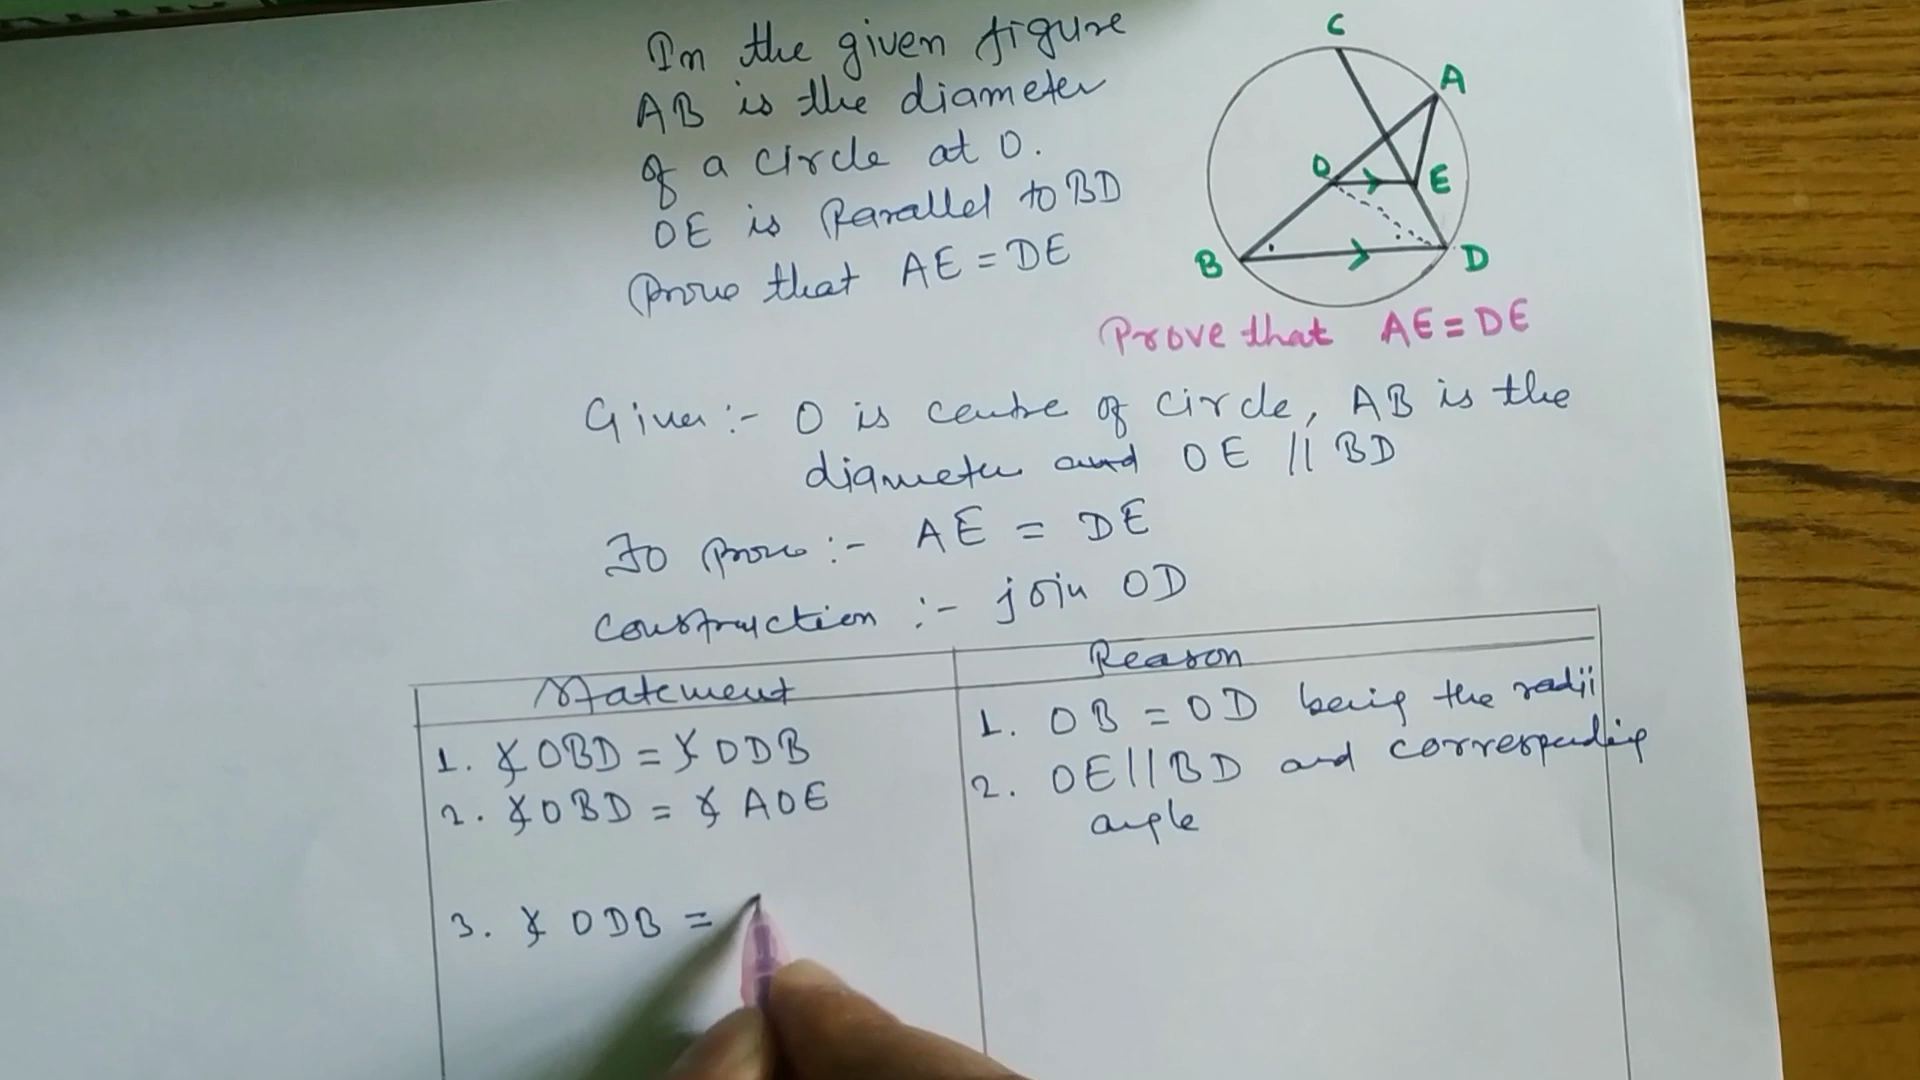 In the given figure
AB is the diameter
of a circle at O.
OE is Parallel to BD
Prove that AE = DE
C
A
O
E
B
D
Prove that AE = DE
Given :- O is centre of circle, AB is the
diameter and OE || BD
To prove :- AE = DE
Construction :- join OD
Statement
Reason
1. ∠OBD = ∠ODB
1. OB = OD being the radii
2. ∠OBD = ∠AOE
2. OE || BD and corresponding
angle
3. ∠ODB =